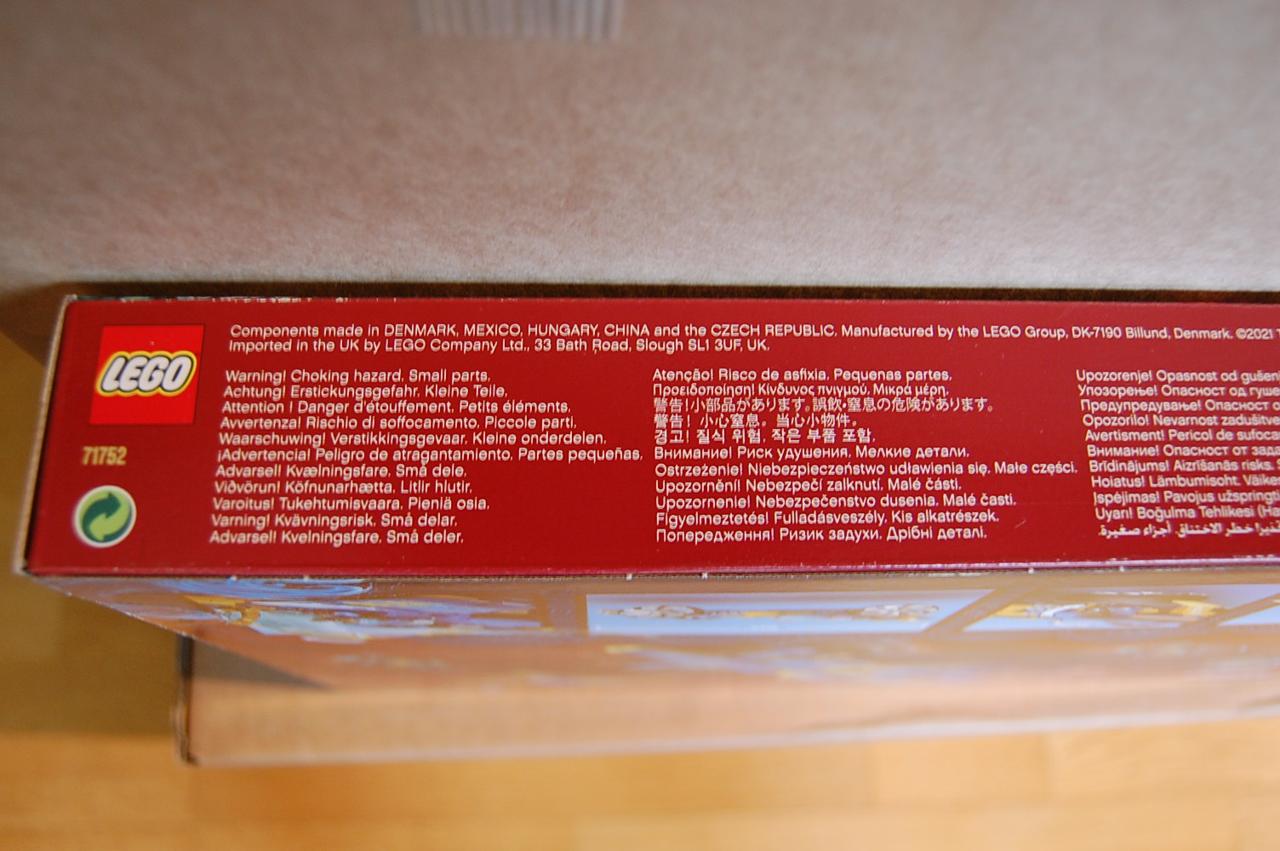 LEGO
71752
Components made in DENMARK, MEXICO, HUNGARY, CHINA and the CZECH REPUBLIC. Manufactured by the LEGO Group, DK-7190 Billund, Denmark. ©2021
Imported in the UK by LEGO Company Ltd., 33 Bath Road, Slough SL1 3UF, UK.
Warning! Choking hazard. Small parts.
Achtung! Erstickungsgefahr. Kleine Teile.
Attention ! Danger d'étouffement. Petits éléments.
Avvertenza! Rischio di soffocamento. Piccole parti.
Waarschuwing! Verstikkingsgevaar. Kleine onderdelen.
¡Advertencia! Peligro de atragantamiento. Partes pequeñas.
Advarsel! Kvælningsfare. Små dele.
Viðvörun! Köfnunarhætta. Litlir hlutir.
Varoitus! Tukehtumisvaara. Pieniä osia.
Varning! Kvävningsrisk. Små delar.
Advarsel! Kvelningsfare. Små deler.
Atenção! Risco de asfixia. Pequenas partes.
Προειδοποίηση! Κίνδυνος πνιγμού. Μικρά μέρη.
警告!小部品があります。誤飲・窒息の危険があります。
警告! 小心窒息。当心小物件。
경고! 질식 위험. 작은 부품 포함.
Внимание! Риск удушения. Мелкие детали.
Ostrzeżenie! Niebezpieczeństwo udławienia się. Małe części.
Upozornění! Nebezpečí zalknutí. Malé části.
Upozornenie! Nebezpečenstvo dusenia. Malé časti.
Figyelmeztetés! Fulladásveszély. Kis alkatrészek.
Попередження! Ризик задухи. Дрібні деталі.
Upozorenje! Opasnost od
Упозорење! Опасност од
Предупредување! Опасност
Opozorilo! Nevarnost
Avertisment! Pericol de
Внимание! Опасност от
Brīdinājums! Aizrīšanās risks.
Hoiatus! Lämbumisoht.
Įspėjimas! Pavojus
Uyarı! Boğulma Tehlikesi
خطر الاختناق. أجزاء صغيرة.